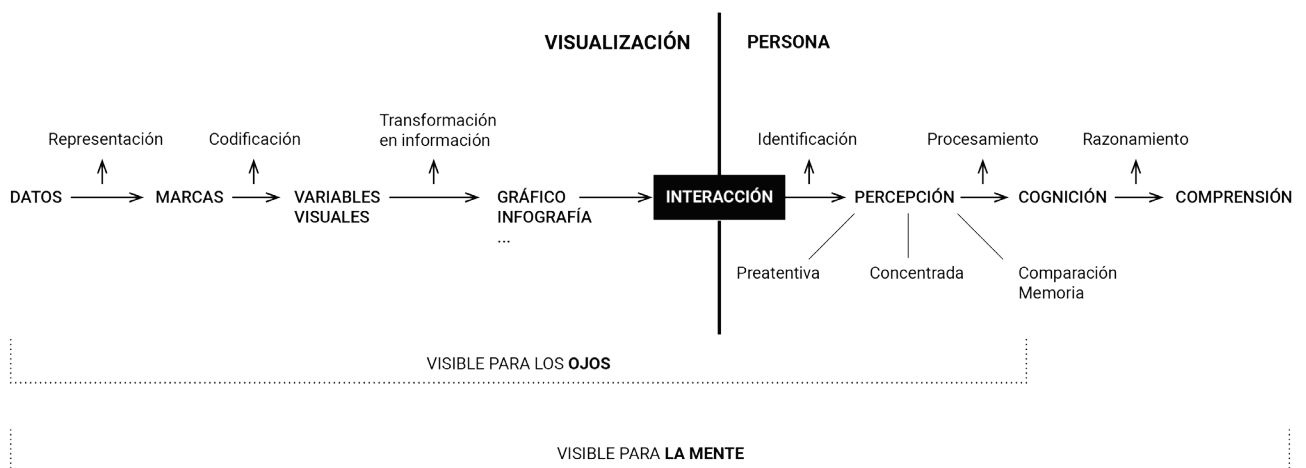 VISUALIZACIÓN
PERSONA
Representación
Codificación
Transformación
en información
Identificación
Procesamiento
Razonamiento
DATOS
MARCAS
VARIABLES
VISUALES
GRÁFICO
INFOGRAFÍA
...
INTERACCIÓN
PERCEPCIÓN
COGNICIÓN
COMPRENSIÓN
Preatentiva
Concentrada
Comparación
Memoria
VISIBLE PARA LOS OJOS
VISIBLE PARA LA MENTE